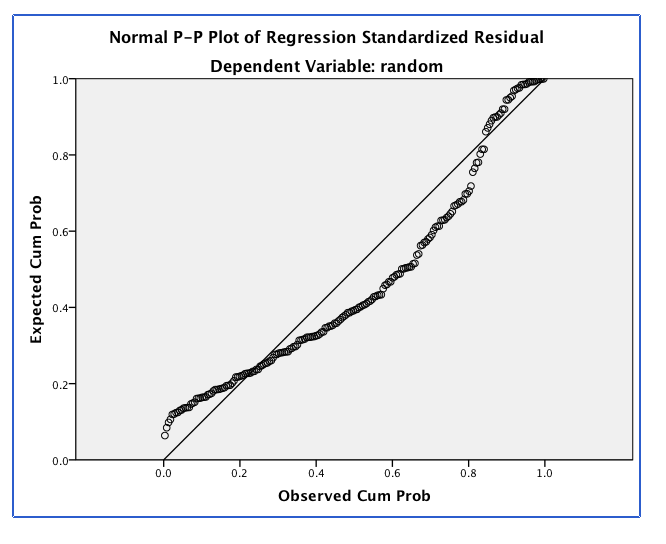 Normal P-P Plot of Regression Standardized Residual
Dependent Variable: random
1.0
0.8
0.6
0.4
0.2
0.0
Expected Cum Prob
0.0 0.2 0.4 0.6 0.8 1.0
Observed Cum Prob